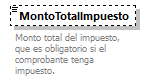 MontoTotalImpuesto
Monto total del impuesto,
que es obligatorio si el
comprobante tenga
impuesto.